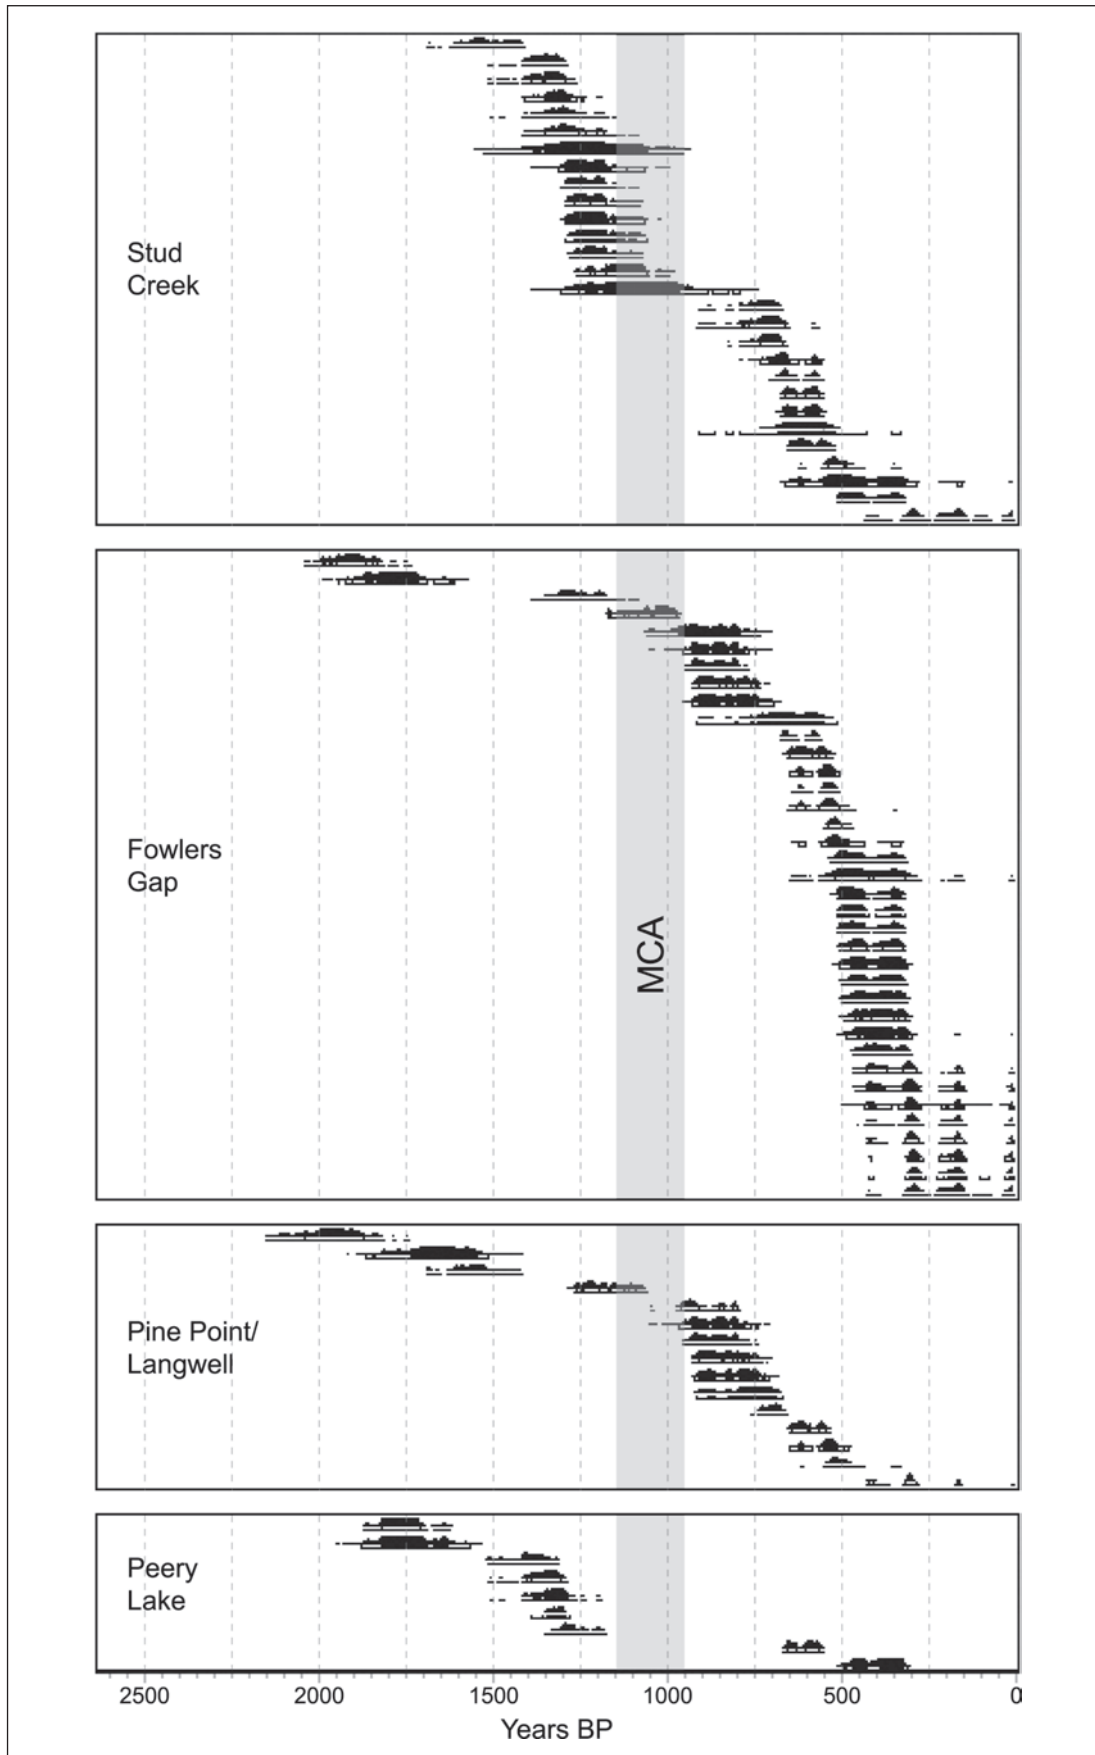 Stud
Creek
Fowlers
Gap
MCA
Pine Point/
Langwell
Peery
Lake
2500 2000 1500 1000 500 0
Years BP